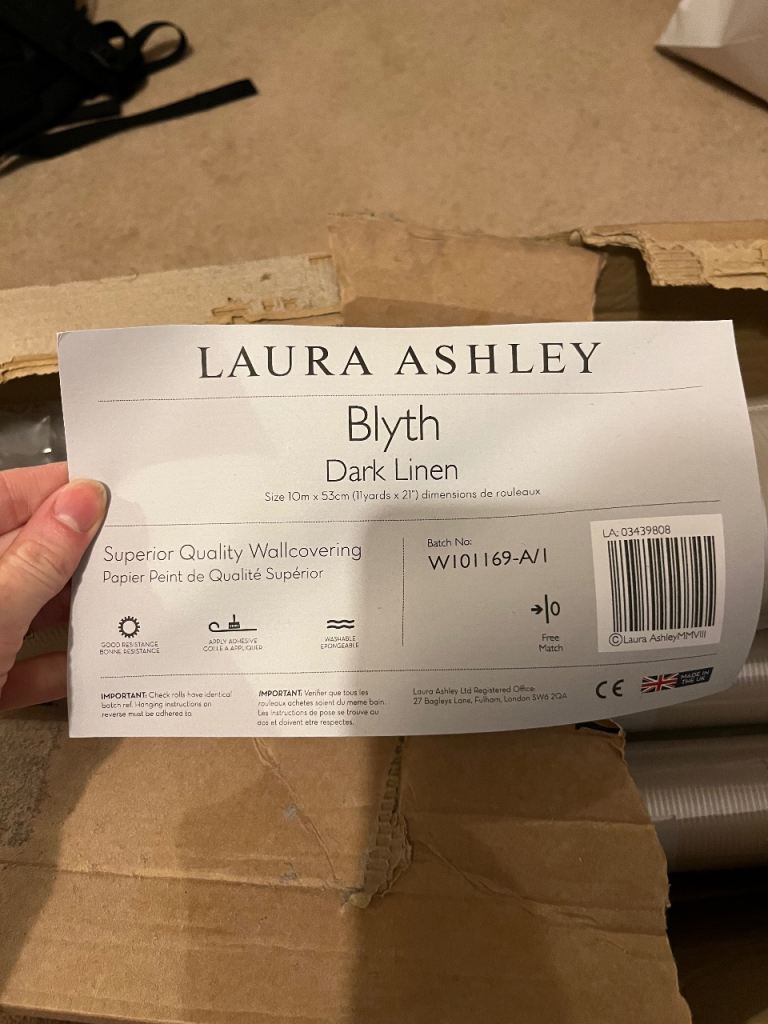 LAURA ASHLEY
Blyth
Dark Linen
Size 10m x 53cm (11yards x 21") dimensions de rouleaux
Superior Quality Wallcovering
Papier Peint de Qualité Supérior
GOOD RESISTANCE
BONNE RESISTANCE
APPLY ADHESIVE
COLLE A APPLIQUER
WASHABLE
EPONGEABLE
Batch No:
W101169-A/1
0
Free
Match
LA: 03439808
©Laura AshleyMMVIII
IMPORTANT: Check rolls have identical
batch ref. Hanging instructions on
reverse must be adhered to.
IMPORTANT: Verifier que tous les
rouleaux achetes soient du meme bain.
Les instructions de pose se trouve au
dos et doivent etre respectes.
Laura Ashley Ltd Registered Office:
27 Bagleys Lane, Fulham, London SW6 2QA
CE
MADE IN
THE UK